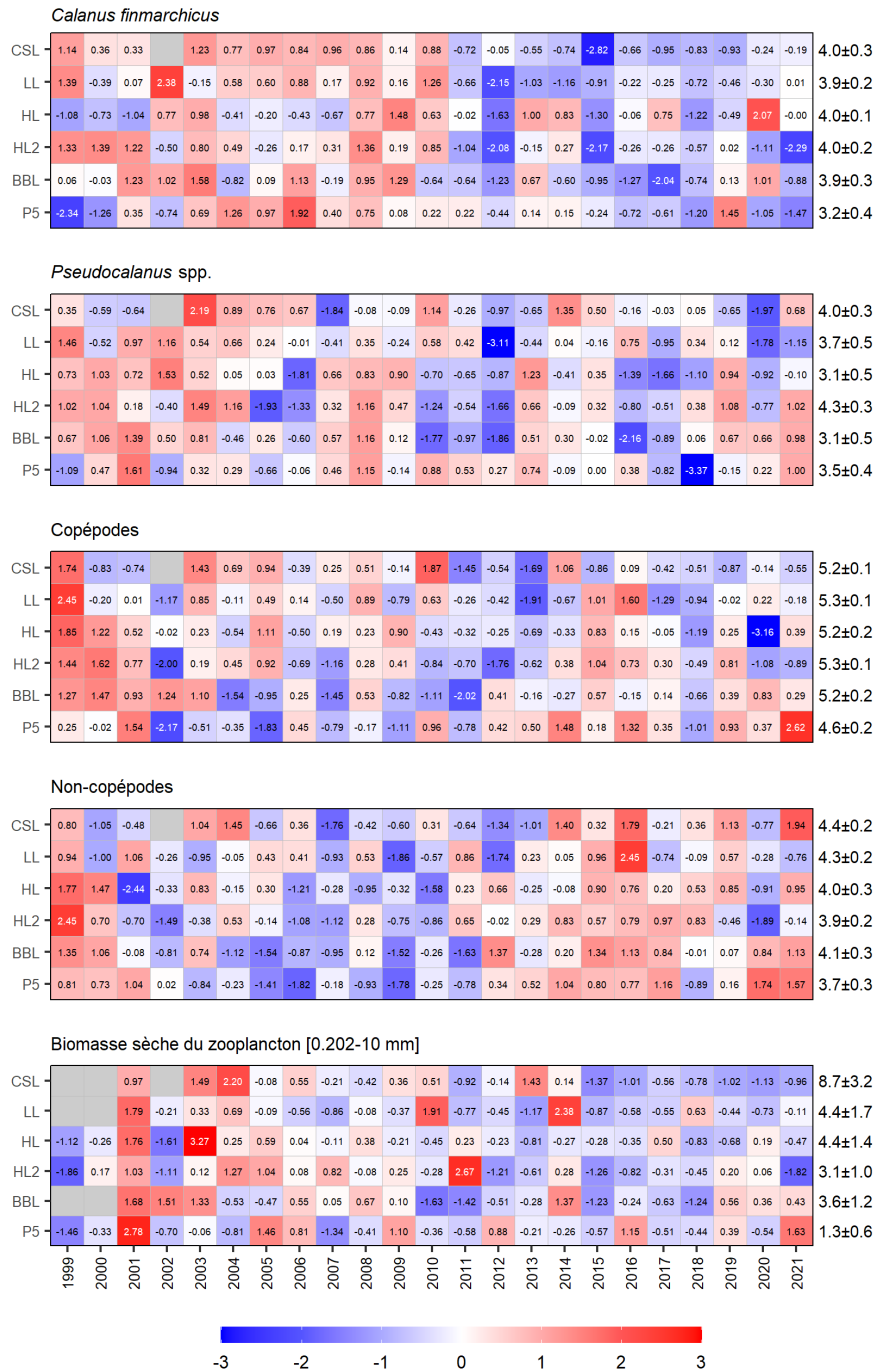 Calanus finmarchicus
CSL 1.14 0.36 0.33 1.23 0.77 0.97 0.84 0.96 0.86 0.14 0.88 -0.72 -0.05 -0.55 -0.74 -2.82 -0.66 -0.95 -0.83 -0.93 -0.24 -0.19 4.0±0.3
LL 1.39 -0.39 0.07 2.38 -0.15 0.58 0.60 0.88 0.17 0.92 0.16 1.26 -0.66 -2.15 -1.03 -1.16 -0.91 -0.22 -0.25 -0.72 -0.46 -0.30 0.01 3.9±0.2
HL -1.08 -0.73 -1.04 0.77 0.98 -0.41 -0.20 -0.43 -0.67 0.77 1.48 0.63 -0.02 -1.63 1.00 0.83 -1.30 -0.06 0.75 -1.22 -0.49 2.07 -0.00 4.0±0.1
HL2 1.33 1.39 1.22 -0.50 0.80 0.49 -0.26 0.17 0.31 1.36 0.19 0.85 -1.04 -2.08 -0.15 0.27 -2.17 -0.26 -0.26 -0.57 0.02 -1.11 -2.29 4.0±0.2
BBL 0.06 -0.03 1.23 1.02 1.58 -0.82 0.09 1.13 -0.19 0.95 1.29 -0.64 -0.64 -1.23 0.67 -0.60 -0.95 -1.27 -2.04 -0.74 0.13 1.01 -0.88 3.9±0.3
P5 -2.34 -1.26 0.35 -0.74 0.69 1.26 0.97 1.92 0.40 0.75 0.08 0.22 0.22 -0.44 0.14 0.15 -0.24 -0.72 -0.61 -1.20 1.45 -1.05 -1.47 3.2±0.4
Pseudocalanus spp.
CSL 0.35 -0.59 -0.64 2.19 0.89 0.76 0.67 -1.84 -0.08 -0.09 1.14 -0.26 -0.97 -0.65 1.35 0.50 -0.16 -0.03 0.05 -0.50 -1.97 0.68 4.0±0.3
LL 1.46 -0.52 0.97 1.16 0.54 0.66 0.24 -0.01 -0.41 0.35 -0.24 0.58 0.42 -3.11 -0.44 0.04 -0.16 0.75 -0.95 0.34 0.12 -1.78 -1.15 3.7±0.5
HL 0.73 1.03 0.72 1.53 0.52 0.05 0.03 -1.81 0.66 0.83 0.90 -0.70 -0.65 -0.87 1.23 -0.41 0.35 -1.39 -1.66 -1.10 0.94 -0.92 -0.10 3.1±0.5
HL2 1.02 1.04 0.18 -0.40 1.49 1.16 -1.93 -1.33 0.32 1.16 0.47 -1.24 -0.54 -1.66 0.66 -0.09 0.32 -0.80 -0.51 0.38 1.08 -0.77 1.02 4.3±0.3
BBL 0.67 1.06 1.39 0.50 0.81 -0.46 0.26 -0.60 0.57 1.16 0.12 -1.77 -0.97 -1.86 0.51 0.30 -0.02 -2.16 -0.89 0.06 0.67 0.66 0.98 3.1±0.5
P5 -1.09 0.47 1.61 -0.94 0.32 0.29 -0.66 -0.06 0.46 1.15 -0.14 0.88 0.53 0.27 0.74 -0.09 0.00 0.38 -0.82 -3.37 -0.15 0.22 1.00 3.5±0.4
Copépodes
CSL 1.74 -0.83 -0.74 1.43 0.69 0.94 -0.39 0.25 0.51 -0.14 1.87 -1.45 -0.54 -1.69 1.06 -0.86 0.09 -0.42 -0.51 -0.87 -0.14 -0.55 5.2±0.1
LL 2.45 -0.20 0.01 -1.17 0.85 -0.11 0.49 0.14 -0.50 0.89 -0.79 0.63 -0.26 -0.42 -1.91 -0.67 1.01 1.60 -1.29 -0.94 -0.02 0.22 -0.18 5.3±0.1
HL 1.85 1.22 0.52 -0.02 0.23 -0.54 1.11 -0.50 0.19 0.23 0.90 -0.43 -0.32 -0.25 -0.69 -0.33 0.83 0.15 -0.05 -1.19 0.25 -3.16 0.39 5.2±0.2
HL2 1.44 1.62 0.77 -2.00 0.19 0.45 0.92 -0.69 -1.16 0.28 0.41 -0.84 -0.70 -1.76 -0.62 0.38 1.04 0.73 0.30 -0.49 0.81 -1.08 -0.89 5.3±0.1
BBL 1.27 1.47 0.93 1.24 1.10 -1.54 -0.95 0.25 -1.45 0.53 -0.82 -1.11 -2.02 0.41 -0.16 -0.27 0.57 -0.15 0.14 -0.66 0.39 0.83 0.29 5.2±0.2
P5 0.25 -0.02 1.54 -2.17 -0.51 -0.35 -1.83 0.45 -0.79 -0.17 -1.11 0.96 -0.78 0.42 0.50 1.48 0.18 1.32 0.35 -1.01 0.93 0.37 2.62 4.6±0.2
Non-copépodes
CSL 0.80 -1.05 -0.48 1.04 1.45 -0.66 0.36 -1.76 -0.42 -0.60 0.31 -0.64 -1.34 -1.01 1.40 0.32 1.79 -0.21 0.36 1.13 -0.77 1.94 4.4±0.2
LL 0.94 -1.00 1.06 -0.26 -0.95 -0.05 0.43 0.41 -0.93 0.53 -1.86 -0.57 0.86 -1.74 0.23 0.05 0.96 2.45 -0.74 -0.09 0.57 -0.28 -0.76 4.3±0.2
HL 1.77 1.47 -2.44 -0.33 0.83 -0.15 0.30 -1.21 -0.28 -0.95 -0.32 -1.58 0.23 0.66 -0.25 -0.08 0.90 0.76 0.20 0.53 0.85 -0.91 0.95 4.0±0.3
HL2 2.45 0.70 -0.70 -1.49 -0.38 0.53 -0.14 -1.08 -1.12 0.28 -0.75 -0.86 0.65 -0.02 0.29 0.83 0.57 0.79 0.97 0.83 -0.46 -1.89 -0.14 3.9±0.2
BBL 1.35 1.06 -0.08 -0.81 0.74 -1.12 -1.54 -0.87 -0.95 0.12 -1.52 -0.26 -1.63 1.37 -0.28 0.20 1.34 1.13 0.84 -0.01 0.07 0.84 1.13 4.1±0.3
P5 0.81 0.73 1.04 0.02 -0.84 -0.23 -1.41 -1.82 -0.18 -0.93 -1.78 -0.25 -0.78 0.34 0.52 1.04 0.80 0.77 1.16 -0.89 0.16 1.74 1.57 3.7±0.3
Biomasse sèche du zooplancton [0.202-10 mm]
CSL 0.97 1.49 2.20 -0.08 0.55 -0.21 -0.42 0.36 0.51 -0.92 -0.14 1.43 0.14 -1.37 -1.01 -0.56 -0.78 -1.02 -1.13 -0.96 8.7±3.2
LL 1.79 -0.21 0.33 0.69 -0.09 -0.56 -0.86 -0.08 -0.37 1.91 -0.77 -0.45 -1.17 2.38 -0.87 -0.58 -0.55 0.63 -0.44 -0.73 -0.11 4.4±1.7
HL -1.12 -0.26 1.76 -1.61 3.27 0.25 0.59 0.04 -0.11 0.38 -0.21 -0.45 0.23 -0.23 -0.81 -0.27 -0.28 -0.35 0.50 -0.83 -0.68 0.19 -0.47 4.4±1.4
HL2 -1.86 0.17 1.03 -1.11 0.12 1.27 1.04 0.08 0.82 -0.08 0.25 -0.28 2.67 -1.21 -0.61 0.28 -1.26 -0.82 -0.31 -0.45 0.20 0.06 -1.82 3.1±1.0
BBL 1.68 1.51 1.33 -0.53 -0.47 0.55 0.05 0.67 0.10 -1.63 -1.42 -0.51 -0.28 1.37 -1.23 -0.24 -0.63 -1.24 0.56 0.36 0.43 3.6±1.2
P5 -1.46 -0.33 2.78 -0.70 -0.06 -0.81 1.46 0.81 -1.34 -0.41 1.10 -0.36 -0.58 0.88 -0.21 -0.26 -0.57 1.15 -0.51 -0.44 0.39 -0.54 1.63 1.3±0.6
1999 2000 2001 2002 2003 2004 2005 2006 2007 2008 2009 2010 2011 2012 2013 2014 2015 2016 2017 2018 2019 2020 2021
-3 -2 -1 0 1 2 3